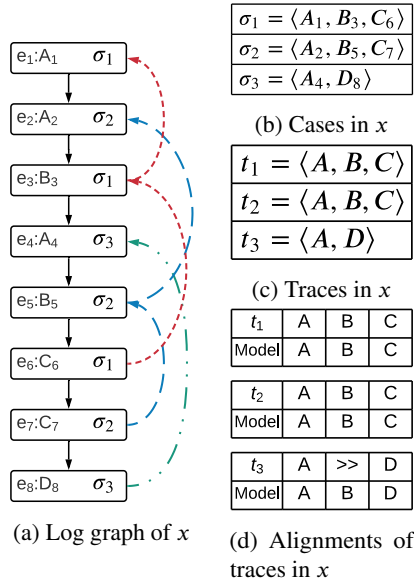 e₁:A₁ σ₁
e₂:A₂ σ₂
e₃:B₃ σ₁
e₄:A₄ σ₃
e₅:B₅ σ₂
e₆:C₆ σ₁
e₇:C₇ σ₂
e₈:D₈ σ₃
(a) Log graph of x
σ₁ = ⟨A₁, B₃, C₆⟩
σ₂ = ⟨A₂, B₅, C₇⟩
σ₃ = ⟨A₄, D₈⟩
(b) Cases in x
t₁ = ⟨A, B, C⟩
t₂ = ⟨A, B, C⟩
t₃ = ⟨A, D⟩
(c) Traces in x
t₁ A B C
Model A B C
t₂ A B C
Model A B C
t₃ A >> D
Model A B D
(d) Alignments of
traces in x